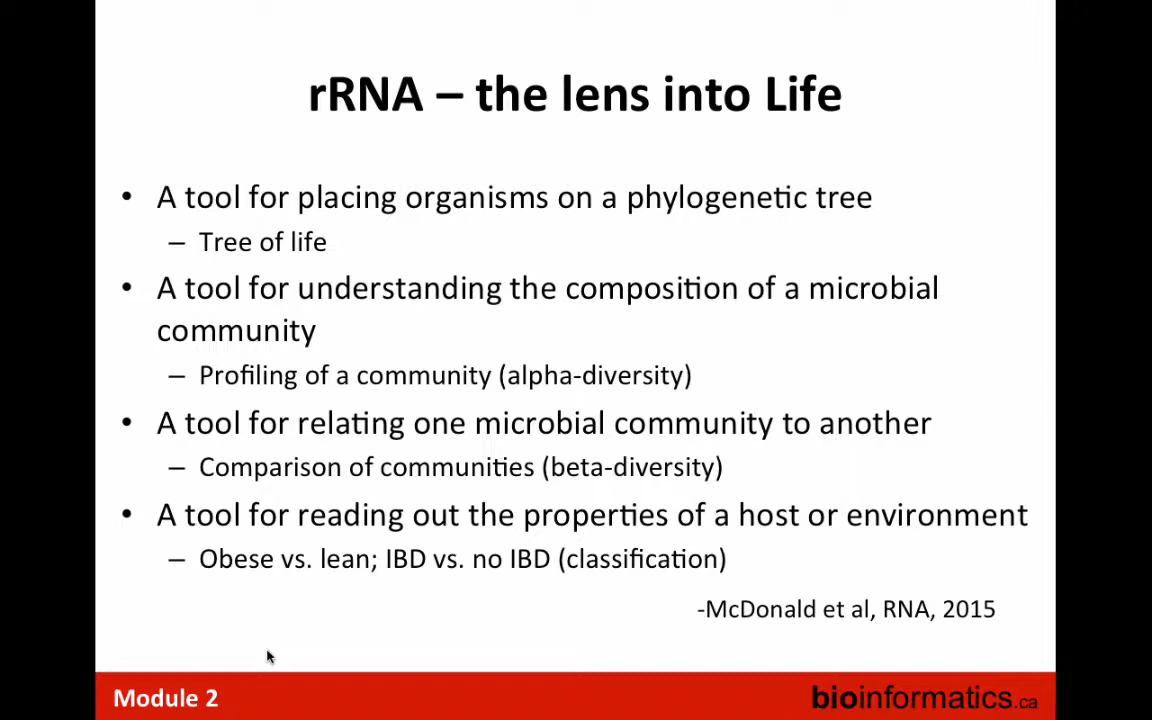 rRNA – the lens into Life
• A tool for placing organisms on a phylogenetic tree
– Tree of life
• A tool for understanding the composition of a microbial
community
– Profiling of a community (alpha-diversity)
• A tool for relating one microbial community to another
– Comparison of communities (beta-diversity)
• A tool for reading out the properties of a host or environment
– Obese vs. lean; IBD vs. no IBD (classification)
-McDonald et al, RNA, 2015
Module 2
bioinformatics.ca